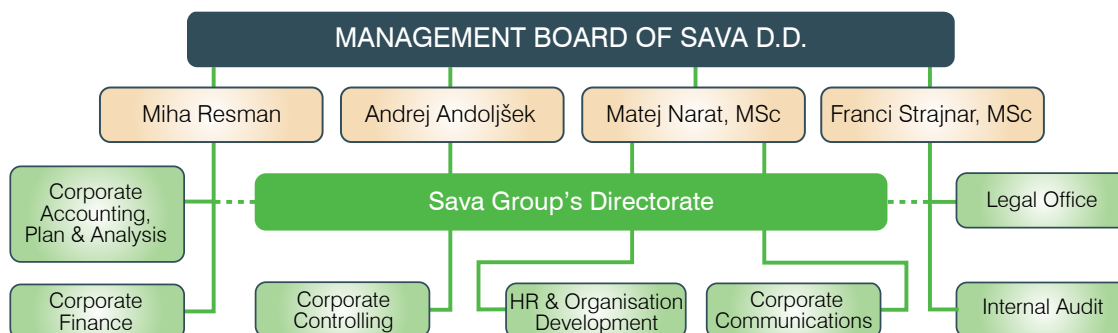 MANAGEMENT BOARD OF SAVA D.D.
Miha Resman
Andrej Andoljšek
Matej Narat, MSc
Franci Strajnar, MSc
Corporate
Accounting,
Plan & Analysis
Sava Group's Directorate
Legal Office
Corporate
Finance
Corporate
Controlling
HR & Organisation
Development
Corporate
Communications
Internal Audit